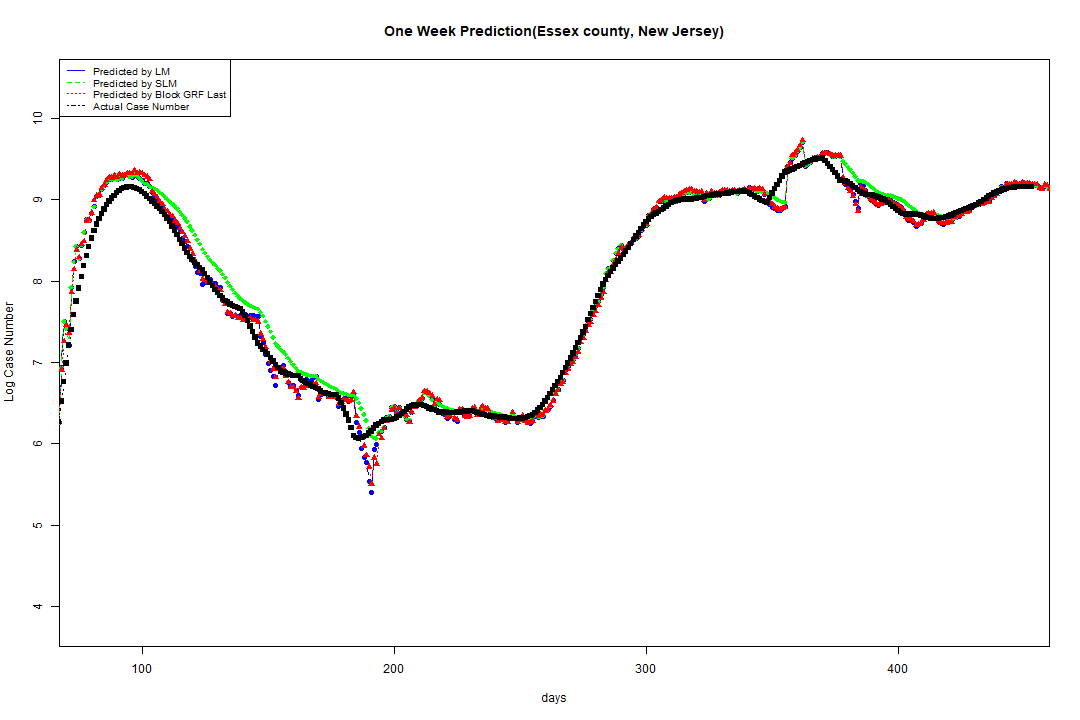 One Week Prediction(Essex county, New Jersey)
Predicted by LM
Predicted by SLM
Predicted by Block GRF Last
Actual Case Number
10
9
8
7
6
5
4
Log Case Number
100 200 300 400
days